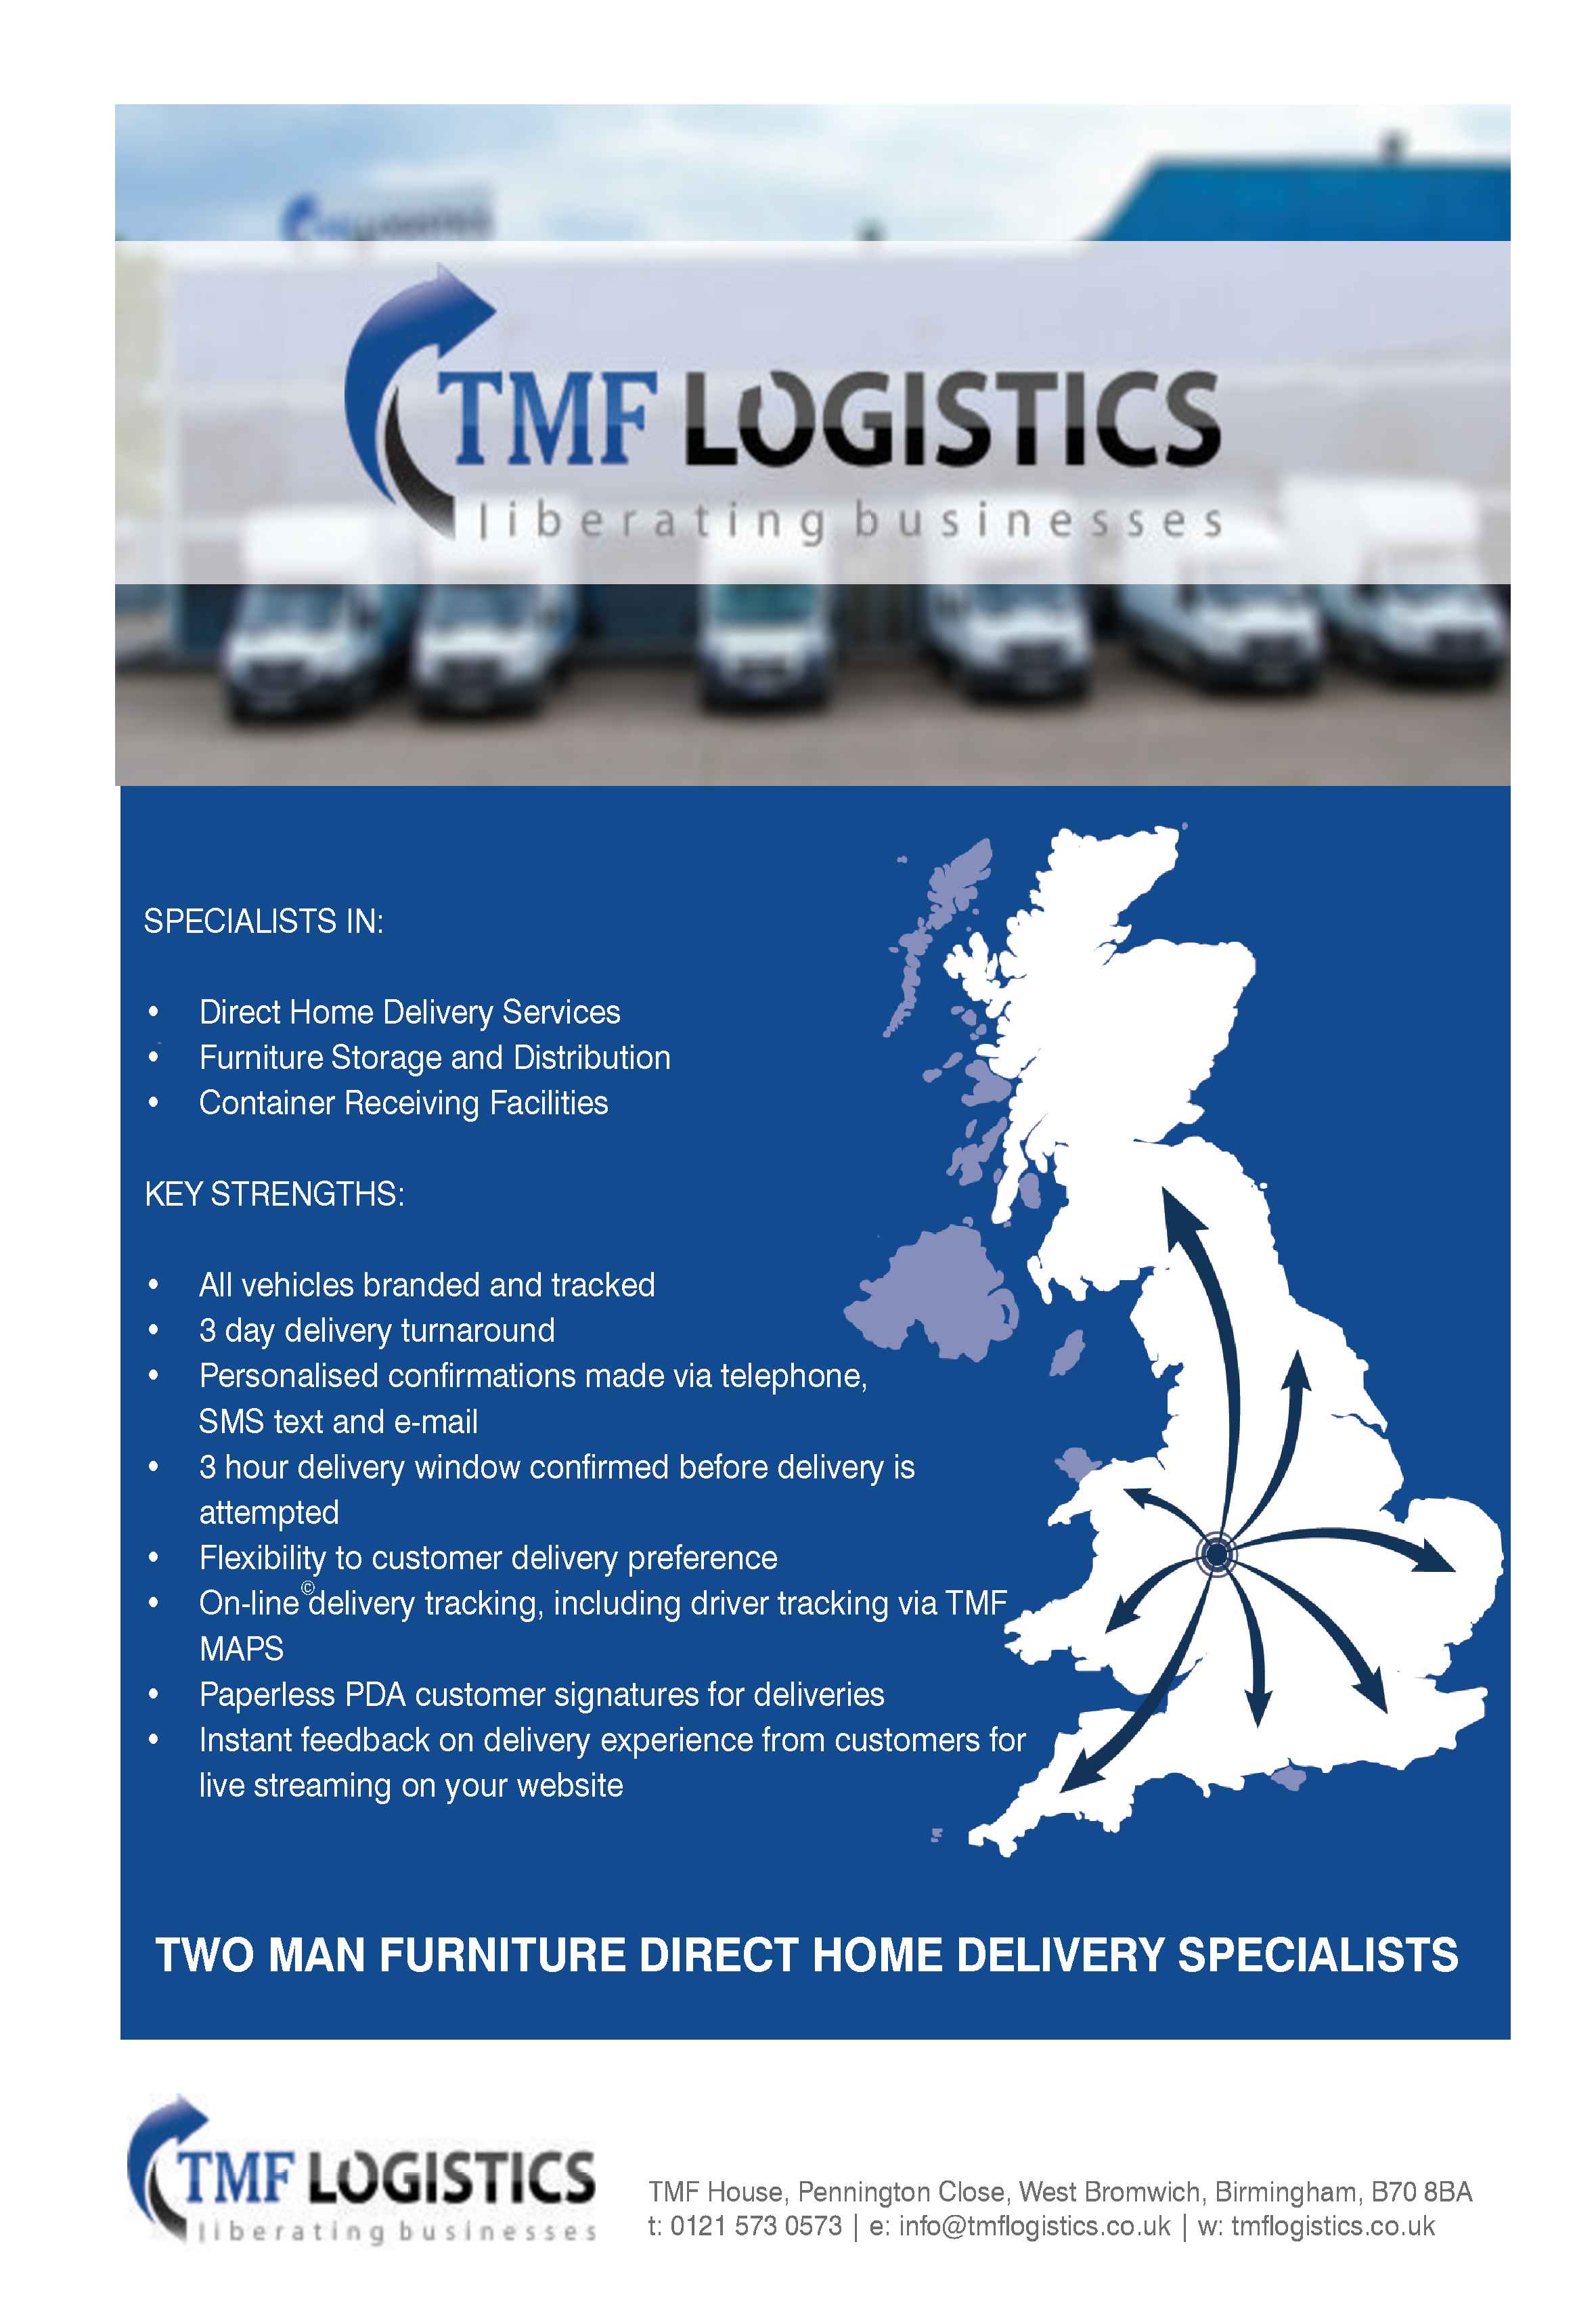 TMF LOGISTICS
liberating businesses
SPECIALISTS IN:
• Direct Home Delivery Services
• Furniture Storage and Distribution
• Container Receiving Facilities
KEY STRENGTHS:
• All vehicles branded and tracked
• 3 day delivery turnaround
• Personalised confirmations made via telephone,
SMS text and e-mail
• 3 hour delivery window confirmed before delivery is
attempted
• Flexibility to customer delivery preference
• On-line©delivery tracking, including driver tracking via TMF
MAPS
• Paperless PDA customer signatures for deliveries
• Instant feedback on delivery experience from customers for
live streaming on your website
TWO MAN FURNITURE DIRECT HOME DELIVERY SPECIALISTS
TMF LOGISTICS
liberating businesses
TMF House, Pennington Close, West Bromwich, Birmingham, B70 8BA
t: 0121 573 0573 | e: info@tmflogistics.co.uk | w: tmflogistics.co.uk